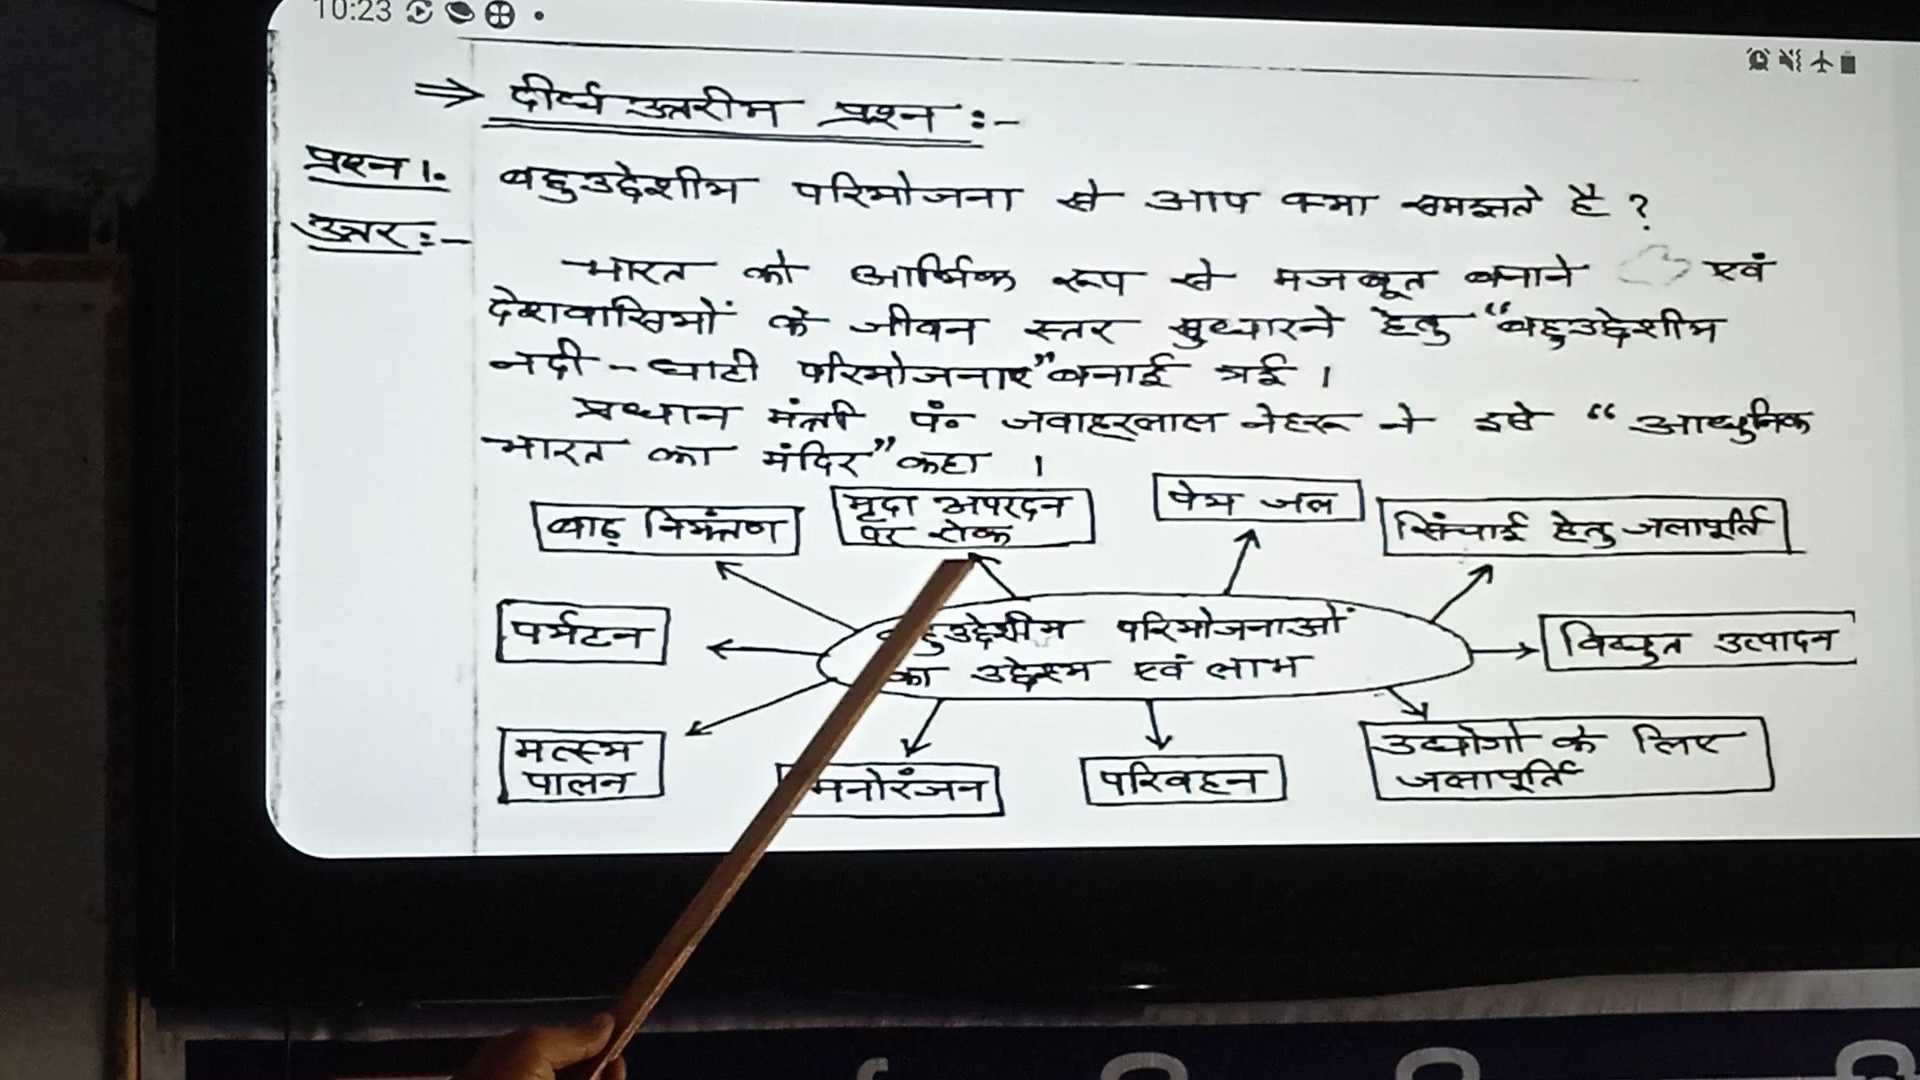 10:23
⇒ दीर्घ उत्तरीय प्रश्न :-
प्रश्न 1. बहुउद्देशीय परियोजना से आप क्या समझते है ?
उत्तर :-
भारत को आर्थिक रूप से मजबूत बनाने एवं
देशवासियों के जीवन स्तर सुधारने हेतु "बहुउद्देशीय
नदी - घाटी परियोजनाए" बनाई गई ।
प्रधान मंत्री पं॰ जवाहरलाल नेहरू ने इसे " आधुनिक
भारत का मंदिर" कहा ।
बाढ़ नियंत्रण
मृदा अपरदन
पर रोक
पेय जल
सिंचाई हेतु जलापूर्ति
पर्यटन
बहुउद्देशीय परियोजनाओं
का उद्देश्य एवं लाभ
विद्युत उत्पादन
मत्स्य
पालन
मनोरंजन
परिवहन
उद्योगो के लिए
जलापूर्ति